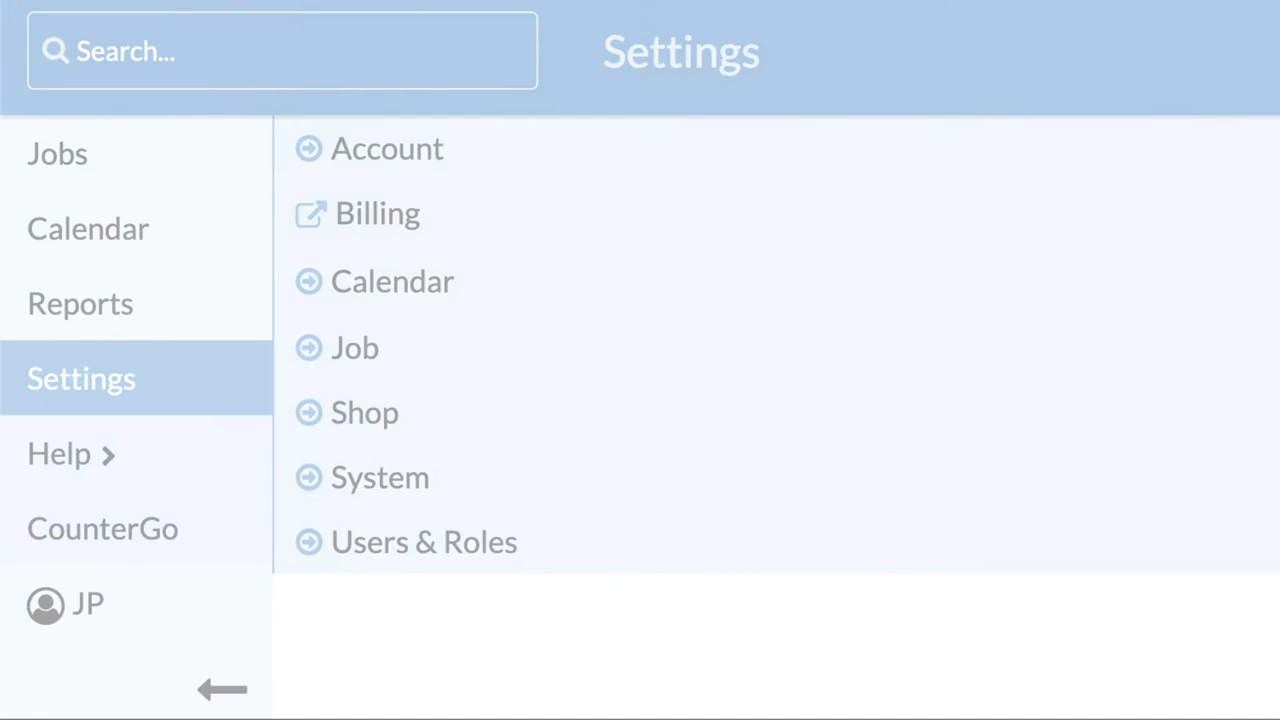 Search...
Settings
Jobs
Calendar
Reports
Settings
Help
CounterGo
JP
Account
Billing
Calendar
Job
Shop
System
Users & Roles